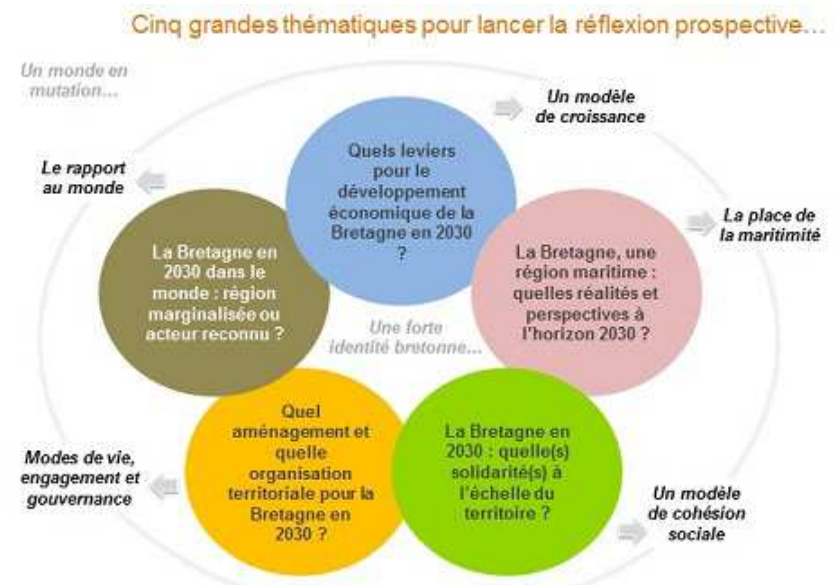 Cinq grandes thématiques pour lancer la réflexion prospective…
Un monde en
mutation…
Un modèle
de croissance
Quels leviers
pour le
développement
économique de la
Bretagne en 2030
?
Le rapport
au monde
La place de
la maritimité
La Bretagne en
2030 dans le
monde : région
marginalisée ou
acteur reconnu ?
La Bretagne, une
région maritime :
quelles réalités et
perspectives à
l'horizon 2030 ?
Une forte
identité bretonne…
Quel
aménagement et
quelle
organisation
territoriale pour la
Bretagne en
2030 ?
La Bretagne en
2030 : quelle(s)
solidarité(s) à
l'échelle du
territoire ?
Modes de vie,
engagement et
gouvernance
Un modèle
de cohésion
sociale